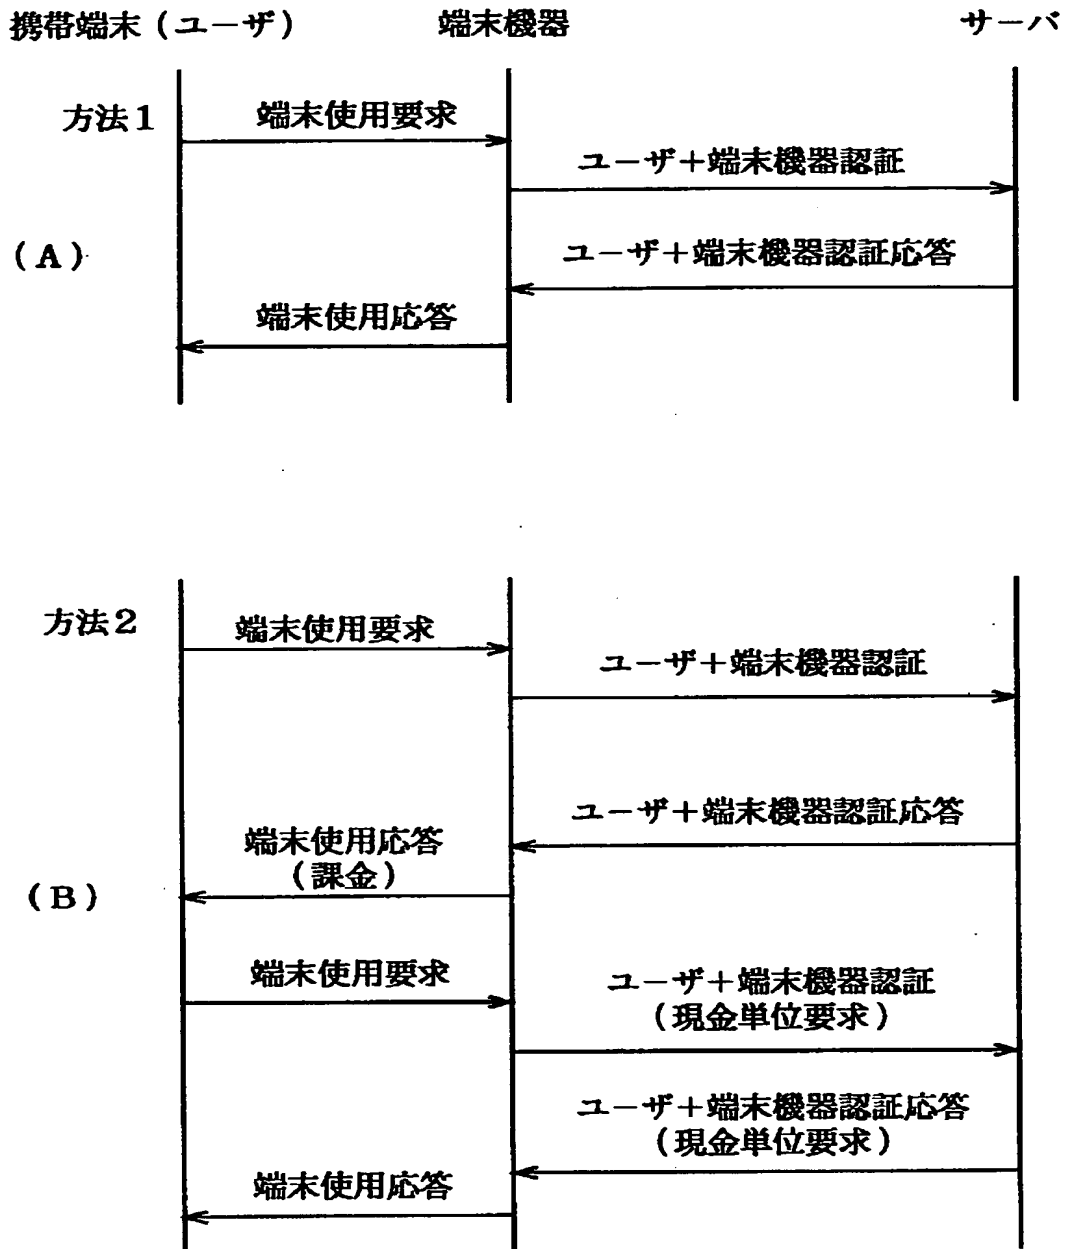 携帯端末(ユーザ) 端末機器 サーバ
方法1
端末使用要求
ユーザ+端末機器認証
(A)
ユーザ+端末機器認証応答
端末使用応答
方法2
端末使用要求
ユーザ+端末機器認証
ユーザ+端末機器認証応答
端末使用応答
(課金)
(B)
端末使用要求
ユーザ+端末機器認証
(現金単位要求)
ユーザ+端末機器認証応答
(現金単位要求)
端末使用応答